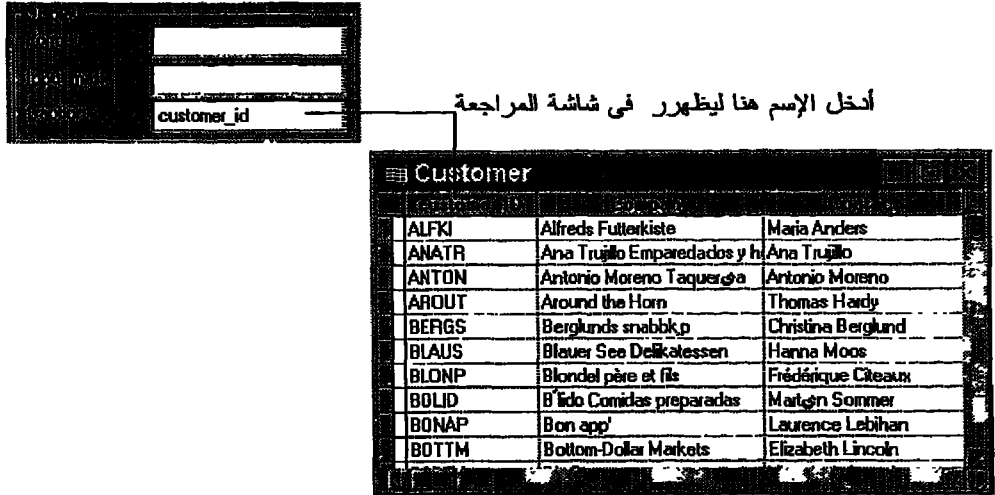 customer_id
أدخل الإسم هنا ليظهرر فى شاشة المراجعة
Customer
ALFKI Alfreds Futterkiste Maria Anders
ANATR Ana Trujillo Emparedados y h Ana Trujillo
ANTON Antonio Moreno Taquerيa Antonio Moreno
AROUT Around the Horn Thomas Hardy
BERGS Berglunds snabbk‏p Christina Berglund
BLAUS Blauer See Delikatessen Hanna Moos
BLONP Blondel père et fils Frédérique Citeaux
BOLID B lido Comidas preparadas Martيn Sommer
BONAP Bon app' Laurence Lebihan
BOTTM Bottom-Dollar Markets Elizabeth Lincoln